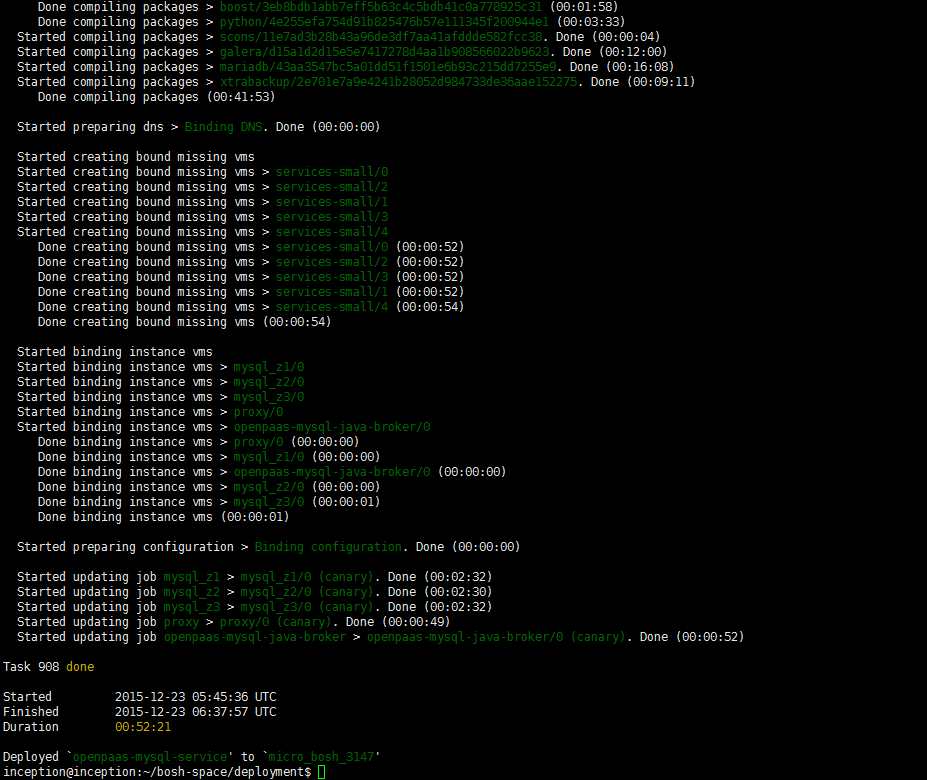 Done compiling packages > boost/3eb8bdb1abb7eff5b63c4c5bdb41c0a778925c31 (00:01:58)
Done compiling packages > python/4e255efa754d91b825476b57e111345f200944e1 (00:03:33)
Started compiling packages > scons/11e7ad3b28b43a96de3df7aa41afddde582fcc38. Done (00:00:04)
Started compiling packages > galera/d15a1d2d15e5e7417278d4aa1b908566022b9623. Done (00:12:00)
Started compiling packages > mariadb/43aa3547bc5a01dd51f1501e6b93c215dd7255e9. Done (00:16:08)
Started compiling packages > xtrabackup/2e701e7a9e4241b28052d984733de36aae152275. Done (00:09:11)
Done compiling packages (00:41:53)
Started preparing dns > Binding DNS. Done (00:00:00)
Started creating bound missing vms
Started creating bound missing vms > services-small/0
Started creating bound missing vms > services-small/2
Started creating bound missing vms > services-small/1
Started creating bound missing vms > services-small/3
Started creating bound missing vms > services-small/4
Done creating bound missing vms > services-small/0 (00:00:52)
Done creating bound missing vms > services-small/2 (00:00:52)
Done creating bound missing vms > services-small/3 (00:00:52)
Done creating bound missing vms > services-small/1 (00:00:52)
Done creating bound missing vms > services-small/4 (00:00:54)
Done creating bound missing vms (00:00:54)
Started binding instance vms
Started binding instance vms > mysql_z1/0
Started binding instance vms > mysql_z2/0
Started binding instance vms > mysql_z3/0
Started binding instance vms > proxy/0
Started binding instance vms > openpaas-mysql-java-broker/0
Done binding instance vms > proxy/0 (00:00:00)
Done binding instance vms > mysql_z1/0 (00:00:00)
Done binding instance vms > openpaas-mysql-java-broker/0 (00:00:00)
Done binding instance vms > mysql_z2/0 (00:00:00)
Done binding instance vms > mysql_z3/0 (00:00:01)
Done binding instance vms (00:00:01)
Started preparing configuration > Binding configuration. Done (00:00:00)
Started updating job mysql_z1 > mysql_z1/0 (canary). Done (00:02:32)
Started updating job mysql_z2 > mysql_z2/0 (canary). Done (00:02:30)
Started updating job mysql_z3 > mysql_z3/0 (canary). Done (00:02:32)
Started updating job proxy > proxy/0 (canary). Done (00:00:49)
Started updating job openpaas-mysql-java-broker > openpaas-mysql-java-broker/0 (canary). Done (00:00:52)
Task 908 done
Started 2015-12-23 05:45:36 UTC
Finished 2015-12-23 06:37:57 UTC
Duration 00:52:21
Deployed `openpaas-mysql-service' to `micro_bosh_3147'
inception@inception:~/bosh-space/deployment$